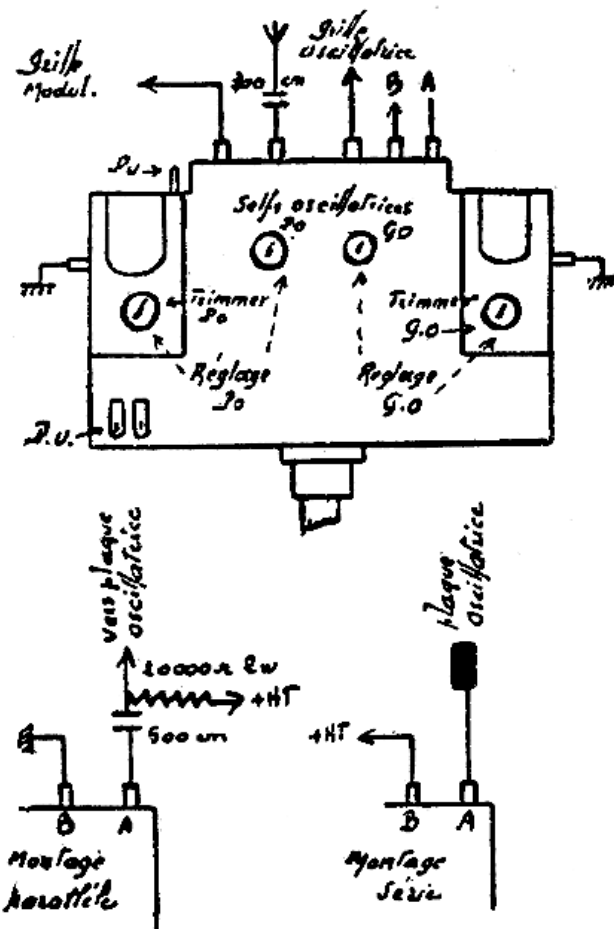 Grille
Modul.
Grille
oscillatrice
200 cm
B A
P.U
Selfs oscillatrices
PO GO
Trimmer
PO
Trimmer
G.O
Réglage
PO
Réglage
G.O
P.U.
vers plaque
oscillatrice
20000 Ω 2w
+HT
500 cm
B A
Montage
parallèle
plaque
oscillatrice
+HT
B A
Montage
série